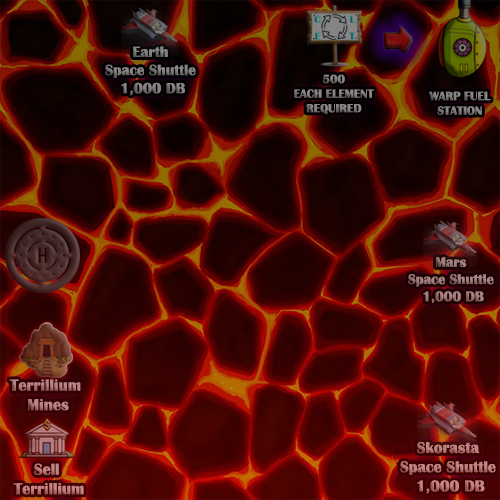 Earth
Space Shuttle
1,000 DB
500
EACH ELEMENT
REQUIRED
WARP FUEL
STATION
H
Mars
Space Shuttle
1,000 DB
Terrillium
Mines
Sell
Terrillium
Skorasta
Space Shuttle
1,000 DB